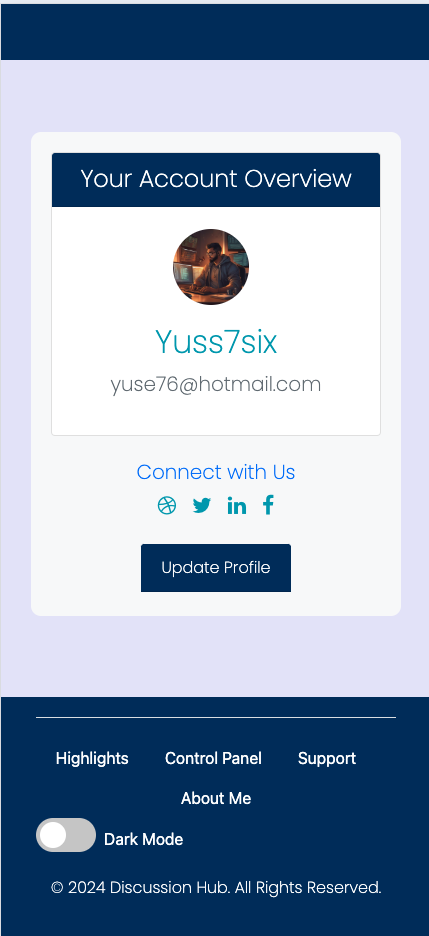 Your Account Overview
Yuss7six
yuse76@hotmail.com
Connect with Us
Update Profile
Highlights Control Panel Support
About Me
Dark Mode
© 2024 Discussion Hub. All Rights Reserved.